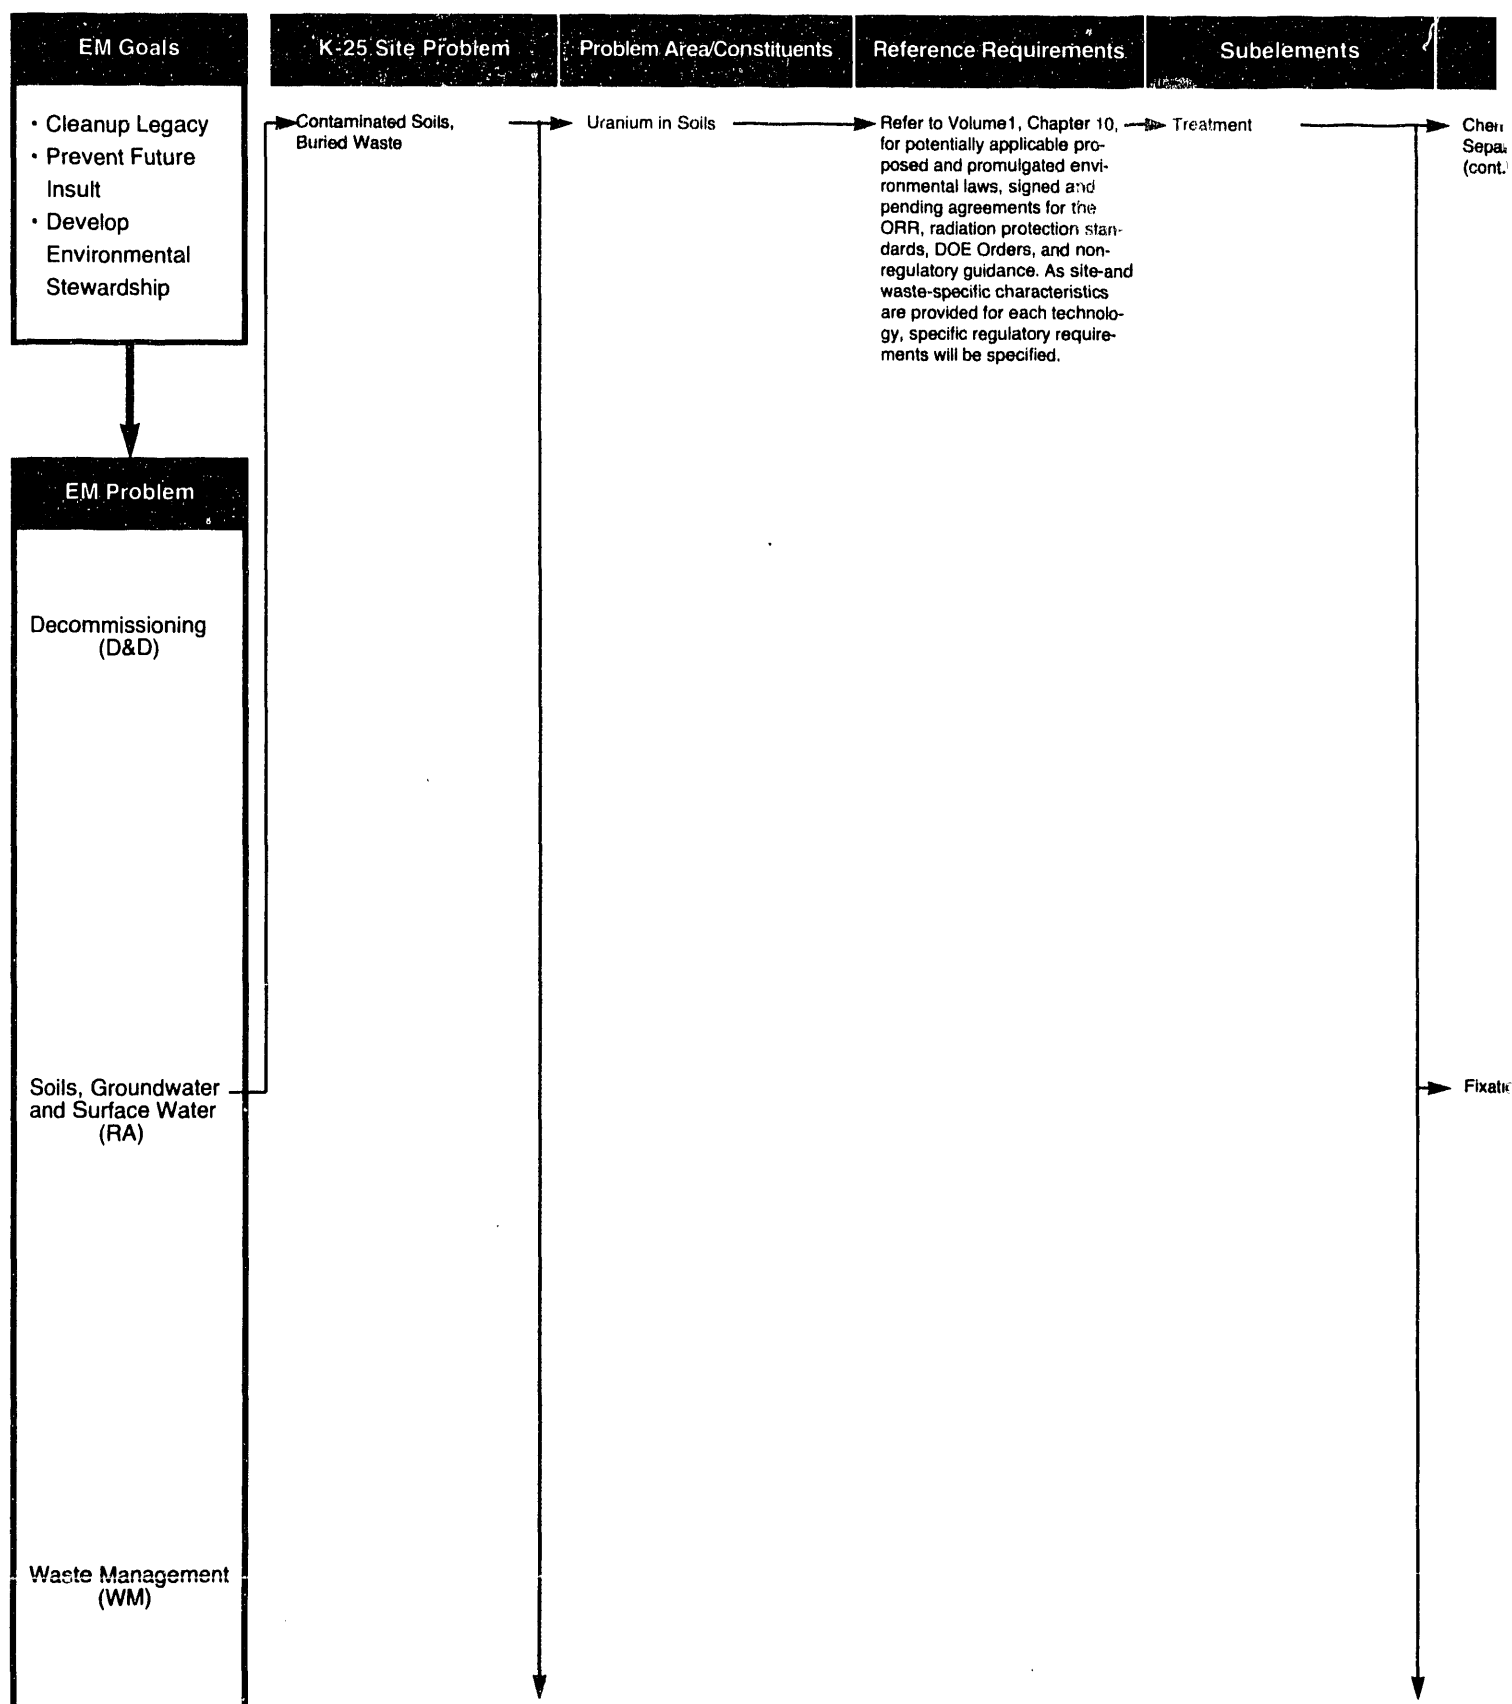 EM Goals
K-25 Site Problem
Problem Area/Constituents
Reference Requirements
Subelements
• Cleanup Legacy
• Prevent Future
Insult
• Develop
Environmental
Stewardship
Contaminated Soils,
Buried Waste
Uranium in Soils
Refer to Volume1, Chapter 10,
for potentially applicable pro-
posed and promulgated envi-
ronmental laws, signed and
pending agreements for the
ORR, radiation protection stan-
dards, DOE Orders, and non-
regulatory guidance. As site-and
waste-specific characteristics
are provided for each technolo-
gy, specific regulatory require-
ments will be specified.
Treatment
(cont.
EM Problem
Decommissioning
(D&D)
Soils, Groundwater
and Surface Water
(RA)
Waste Management
(WM)